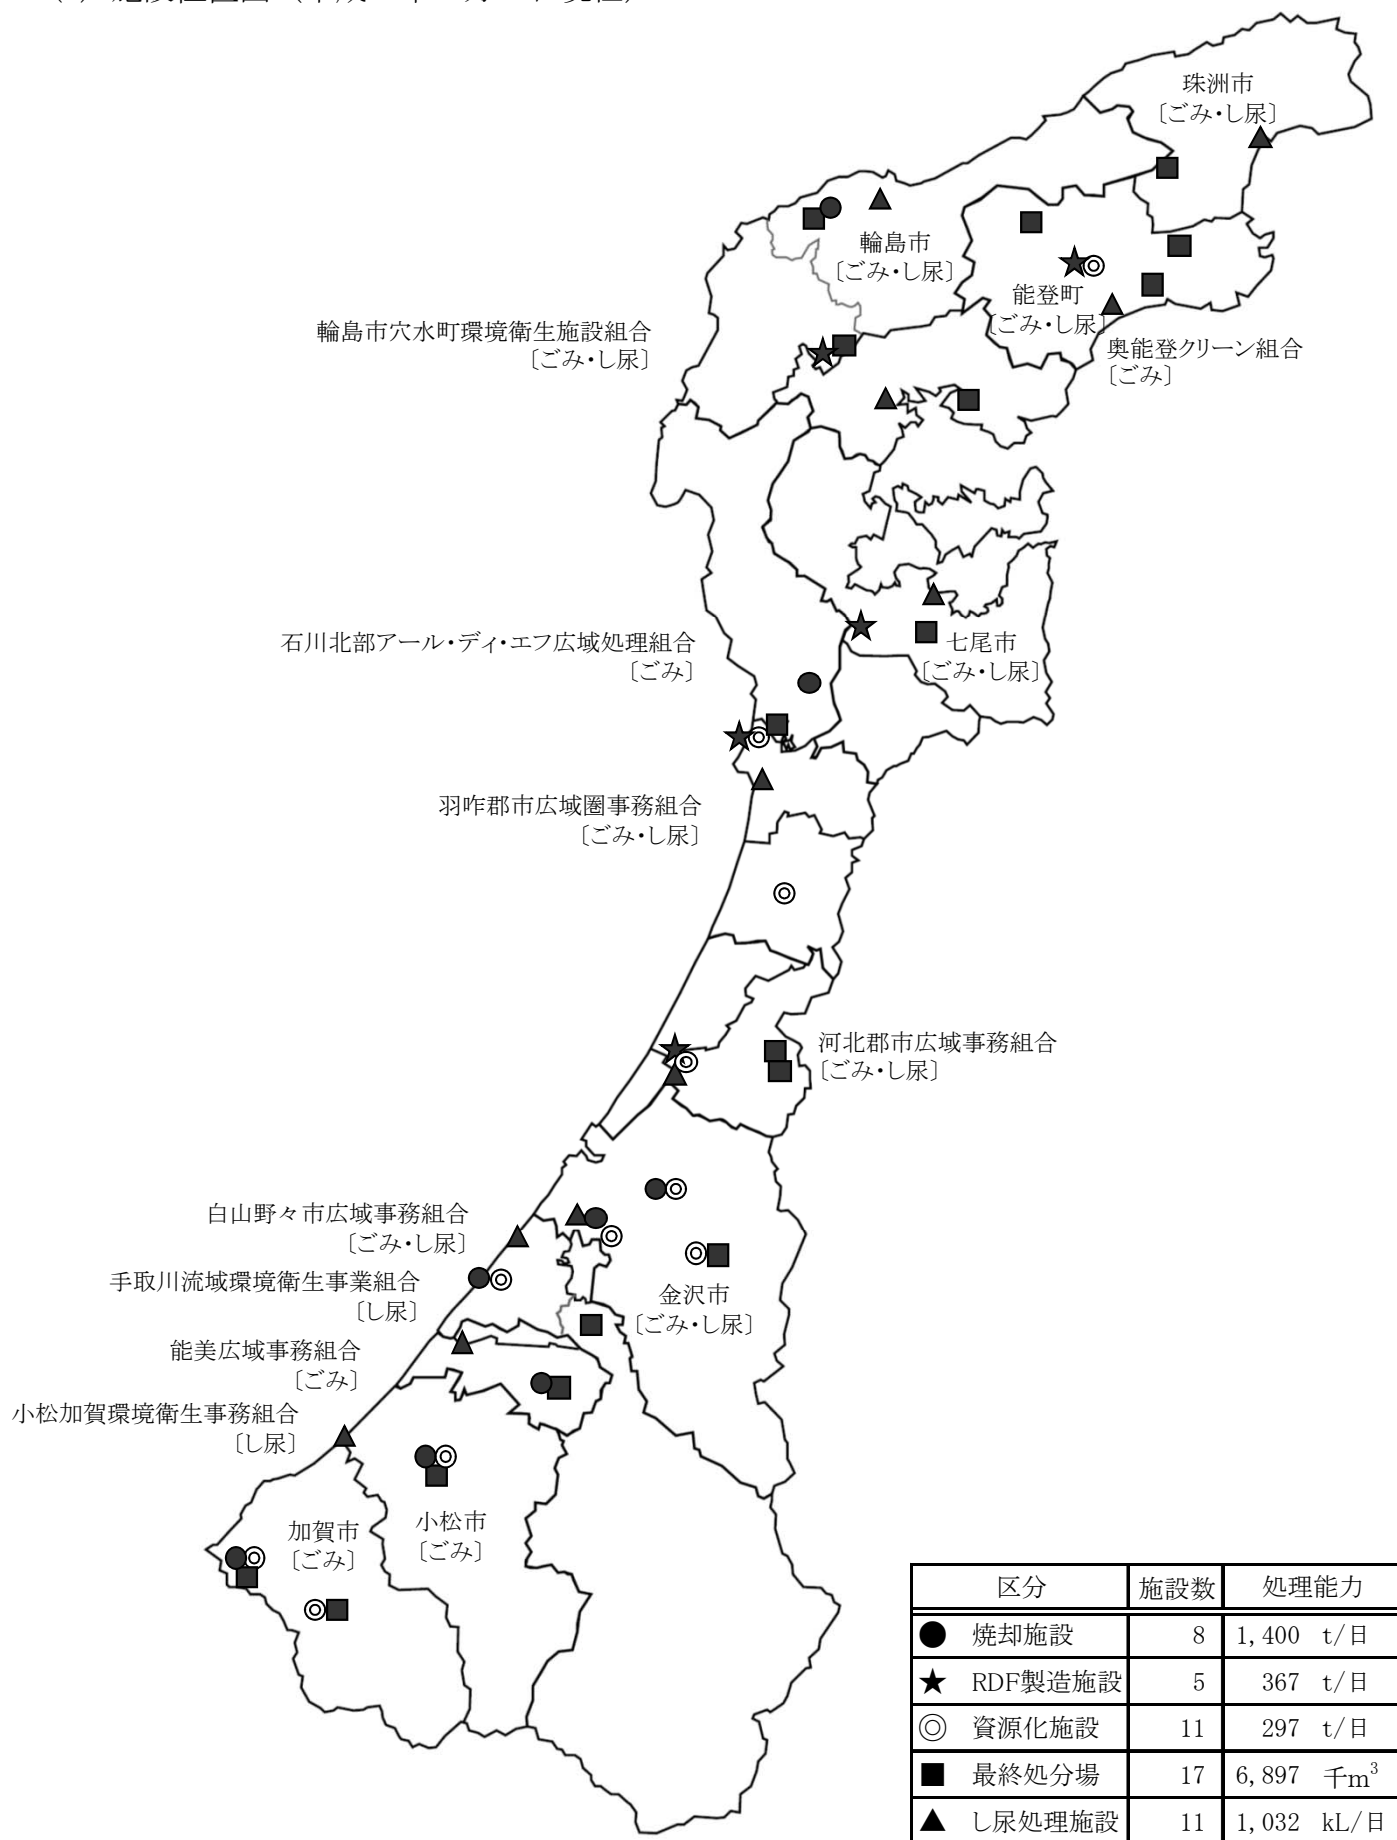 珠洲市
〔ごみ・し尿〕
輪島市
〔ごみ・し尿〕
能登町
〔ごみ・し尿〕
輪島市穴水町環境衛生施設組合
〔ごみ・し尿〕
奥能登クリーン組合
〔ごみ〕
石川北部アール・ディ・エフ広域処理組合
〔ごみ〕
七尾市
〔ごみ・し尿〕
羽咋郡市広域圏事務組合
〔ごみ・し尿〕
河北郡市広域事務組合
〔ごみ・し尿〕
白山野々市広域事務組合
〔ごみ・し尿〕
手取川流域環境衛生事業組合
〔し尿〕
金沢市
〔ごみ・し尿〕
能美広域事務組合
〔ごみ〕
小松加賀環境衛生事務組合
〔し尿〕
加賀市
〔ごみ〕
小松市
〔ごみ〕
区分 施設数 処理能力
● 焼却施設 8 1,400 t/日
★ RDF製造施設 5 367 t/日
◎ 資源化施設 11 297 t/日
■ 最終処分場 17 6,897 千m³
▲ し尿処理施設 11 1,032 kL/日